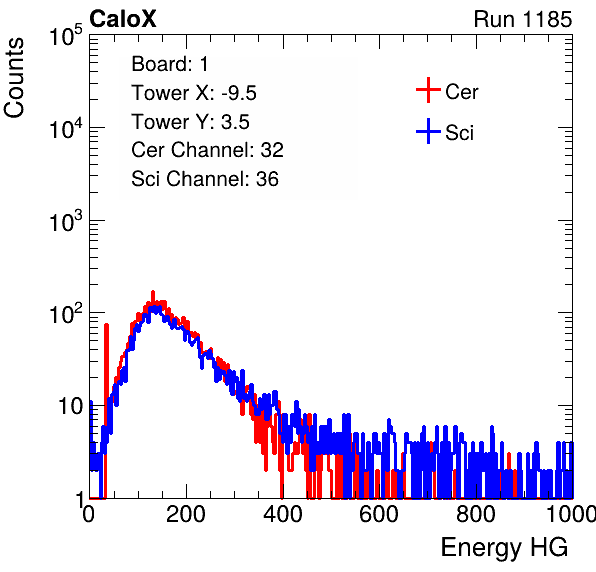 CaloX Run 1185
Counts
10^5
10^4
10^3
10^2
10
1
Board: 1
Tower X: -9.5
Tower Y: 3.5
Cer Channel: 32
Sci Channel: 36
Cer
Sci
0 200 400 600 800 1000
Energy HG